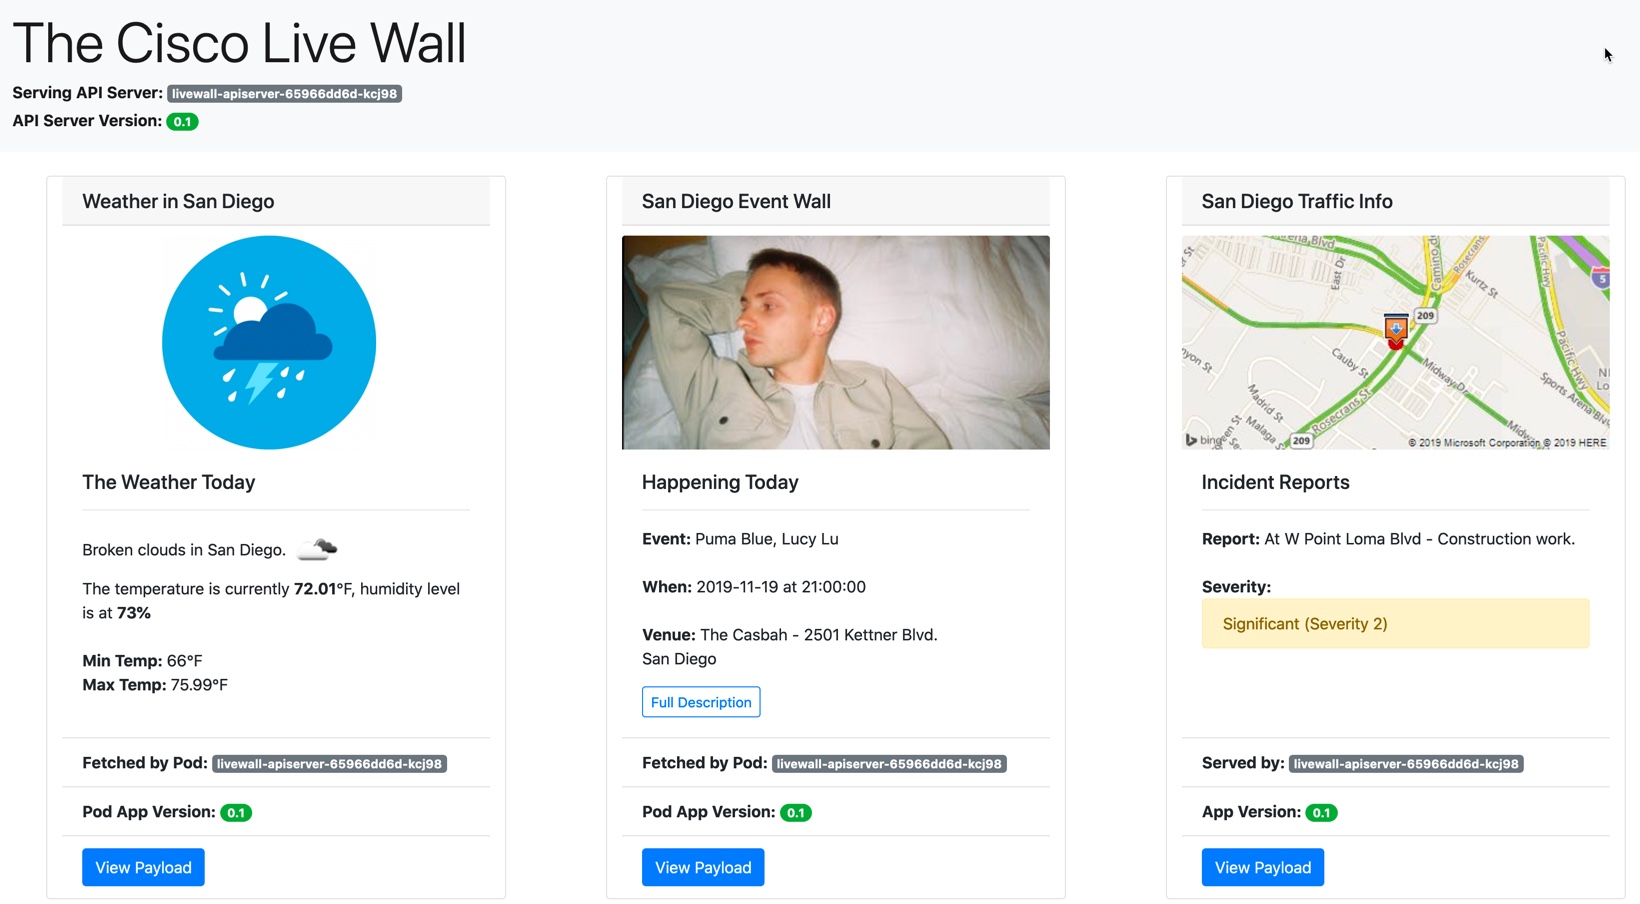 The Cisco Live Wall
Serving API Server: livewall-apiserver-65966dd6d-kcj98
API Server Version: 0.1
Weather in San Diego
The Weather Today
Broken clouds in San Diego.
The temperature is currently 72.01°F, humidity level
is at 73%
Min Temp: 66°F
Max Temp: 75.99°F
Fetched by Pod: livewall-apiserver-65966dd6d-kcj98
Pod App Version: 0.1
View Payload
San Diego Event Wall
Happening Today
Event: Puma Blue, Lucy Lu
When: 2019-11-19 at 21:00:00
Venue: The Casbah - 2501 Kettner Blvd.
San Diego
Full Description
Fetched by Pod: livewall-apiserver-65966dd6d-kcj98
Pod App Version: 0.1
View Payload
San Diego Traffic Info
East Dr
Camino d
Rosecrans
Kurtz St
Pacific Hwy
5
209
Cauby St
Midway Dr
Pacific Hwy
Sports Arena Blv
Madrid St
Malaga
Rosecrans St
209
bing
© 2019 Microsoft Corporation © 2019 HERE
Incident Reports
Report: At W Point Loma Blvd - Construction work.
Severity:
Significant (Severity 2)
Served by: livewall-apiserver-65966dd6d-kcj98
App Version: 0.1
View Payload